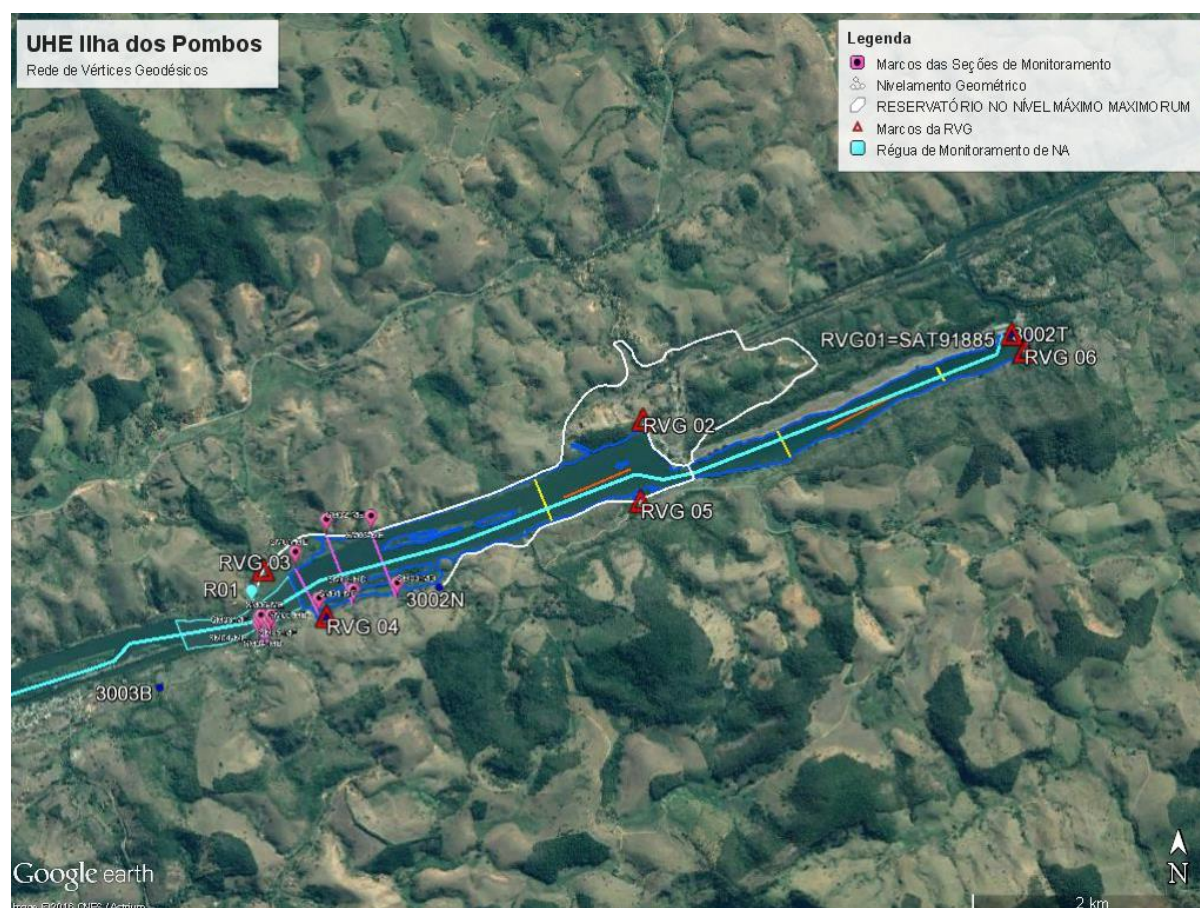 UHE Ilha dos Pombos
Rede de Vértices Geodésicos
Legenda
Marcos das Seções de Monitoramento
Nivelamento Geométrico
RESERVATÓRIO NO NÍVEL MÁXIMO MAXIMORUM
Marcos da RVG
Régua de Monitoramento de NA
RVG01=SAT91885
3002T
RVG 06
RVG 02
RVG 05
RVG 03
R01
3002N
RVG 04
3003B
Google earth
N
2 km